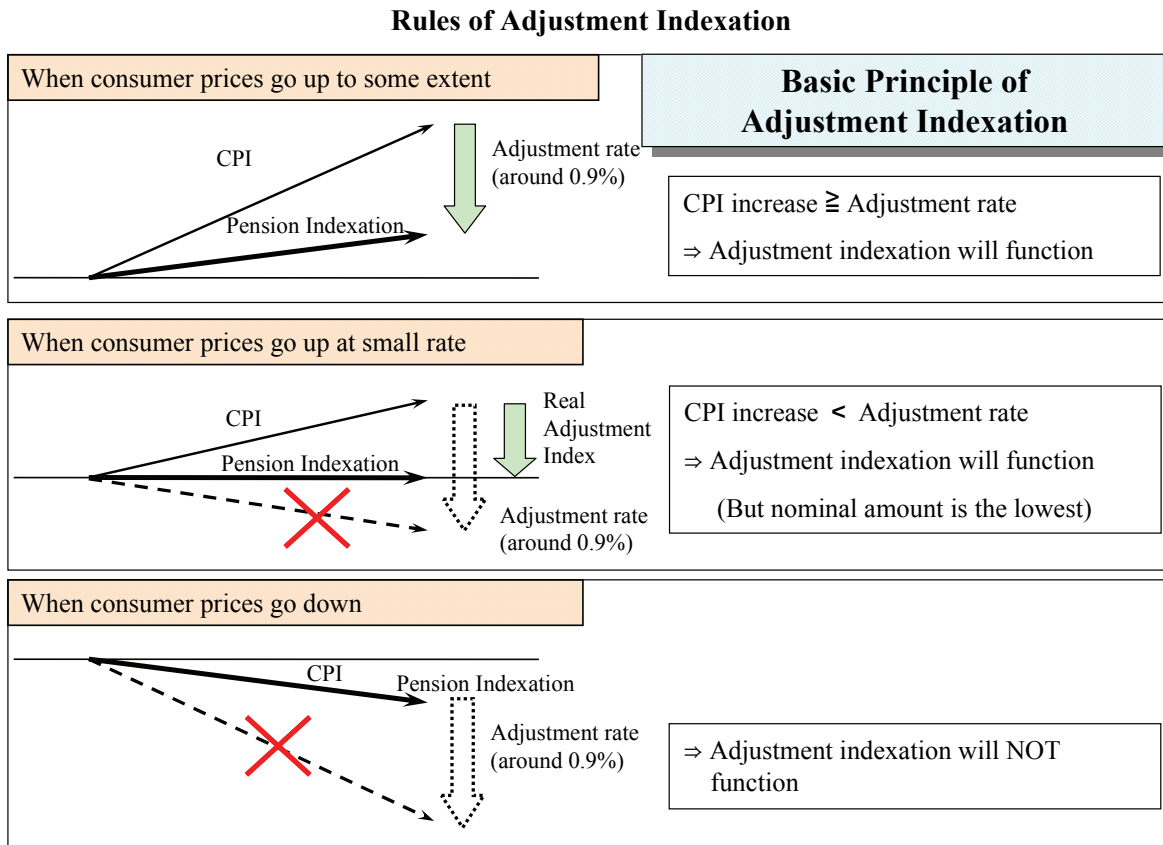 Rules of Adjustment Indexation
When consumer prices go up to some extent
Basic Principle of
Adjustment Indexation
CPI
Pension Indexation
Adjustment rate
(around 0.9%)
CPI increase ≧ Adjustment rate
⇒ Adjustment indexation will function
When consumer prices go up at small rate
CPI
Pension Indexation
Real
Adjustment
Index
Adjustment rate
(around 0.9%)
CPI increase < Adjustment rate
⇒ Adjustment indexation will function
(But nominal amount is the lowest)
When consumer prices go down
CPI
Pension Indexation
Adjustment rate
(around 0.9%)
⇒ Adjustment indexation will NOT
function